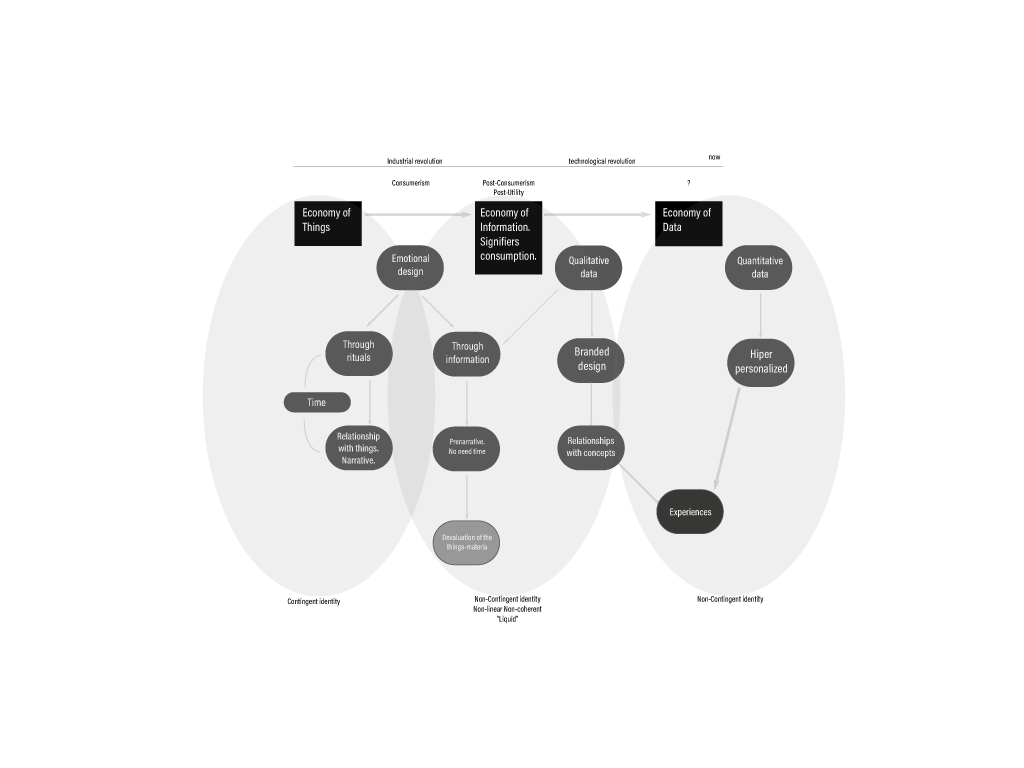 now
Industrial revolution
technological revolution
Consumerism
Post-Consumerism
Post-Utility
?
Economy of
Things
Economy of
Information.
Signifiers
consumption.
Economy of
Data
Emotional
design
Qualitative
data
Quantitative
data
Through
rituals
Through
information
Branded
design
Hiper
personalized
Time
Relationship
with things.
Narrative.
Prenarrative.
No need time
Relationships
with concepts
Experiences
Devaluation of the
things-materia
Contingent identity
Non-Contingent identity
Non-linear Non-coherent
"Liquid"
Non-Contingent identity